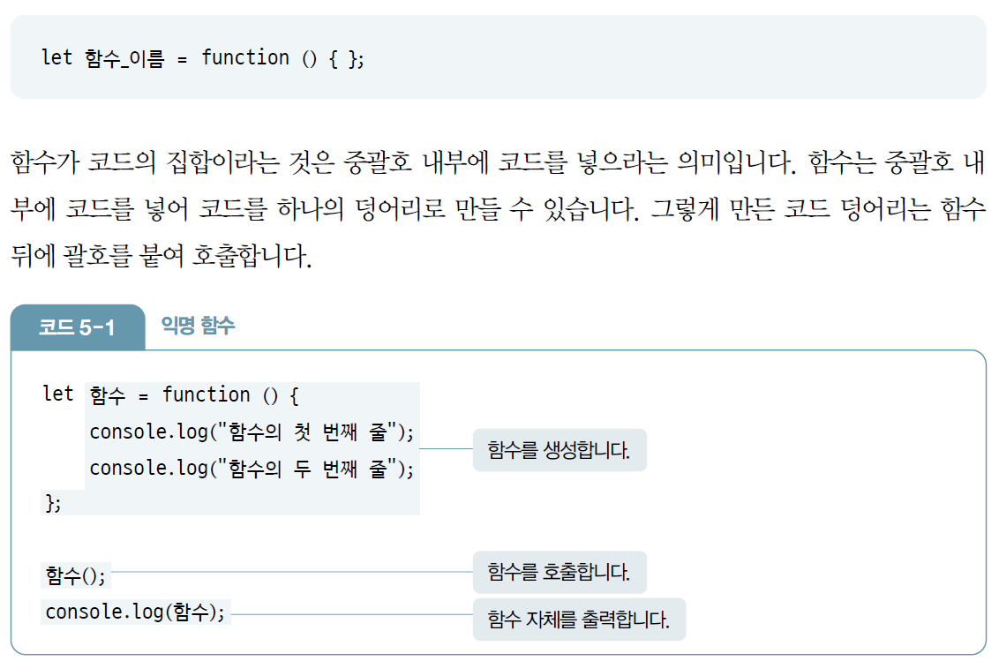 let 함수_이름 = function () { };
함수가 코드의 집합이라는 것은 중괄호 내부에 코드를 넣으라는 의미입니다. 함수는 중괄호 내
부에 코드를 넣어 코드를 하나의 덩어리로 만들 수 있습니다. 그렇게 만든 코드 덩어리는 함수
뒤에 괄호를 붙여 호출합니다.
코드 5-1 익명 함수
let 함수 = function () {
console.log("함수의 첫 번째 줄");
console.log("함수의 두 번째 줄");
};
함수를 생성합니다.
함수();
함수를 호출합니다.
console.log(함수);
함수 자체를 출력합니다.